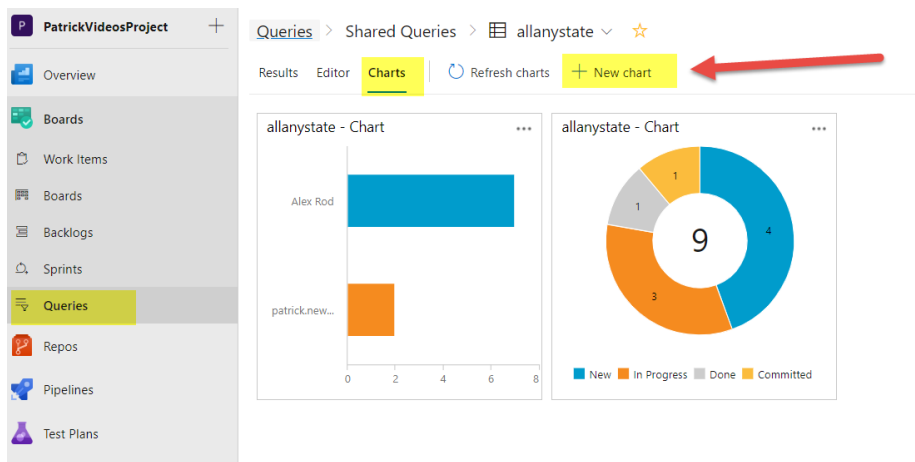 P PatrickVideosProject
Overview
Boards
Work Items
Boards
Backlogs
Sprints
Queries
Repos
Pipelines
Test Plans
Queries > Shared Queries > allanystate
Results Editor Charts Refresh charts + New chart
allanystate - Chart ...
Alex Rod
patrick.new...
0 2 4 6 8
allanystate - Chart ...
1
1
4
9
3
New In Progress Done Committed